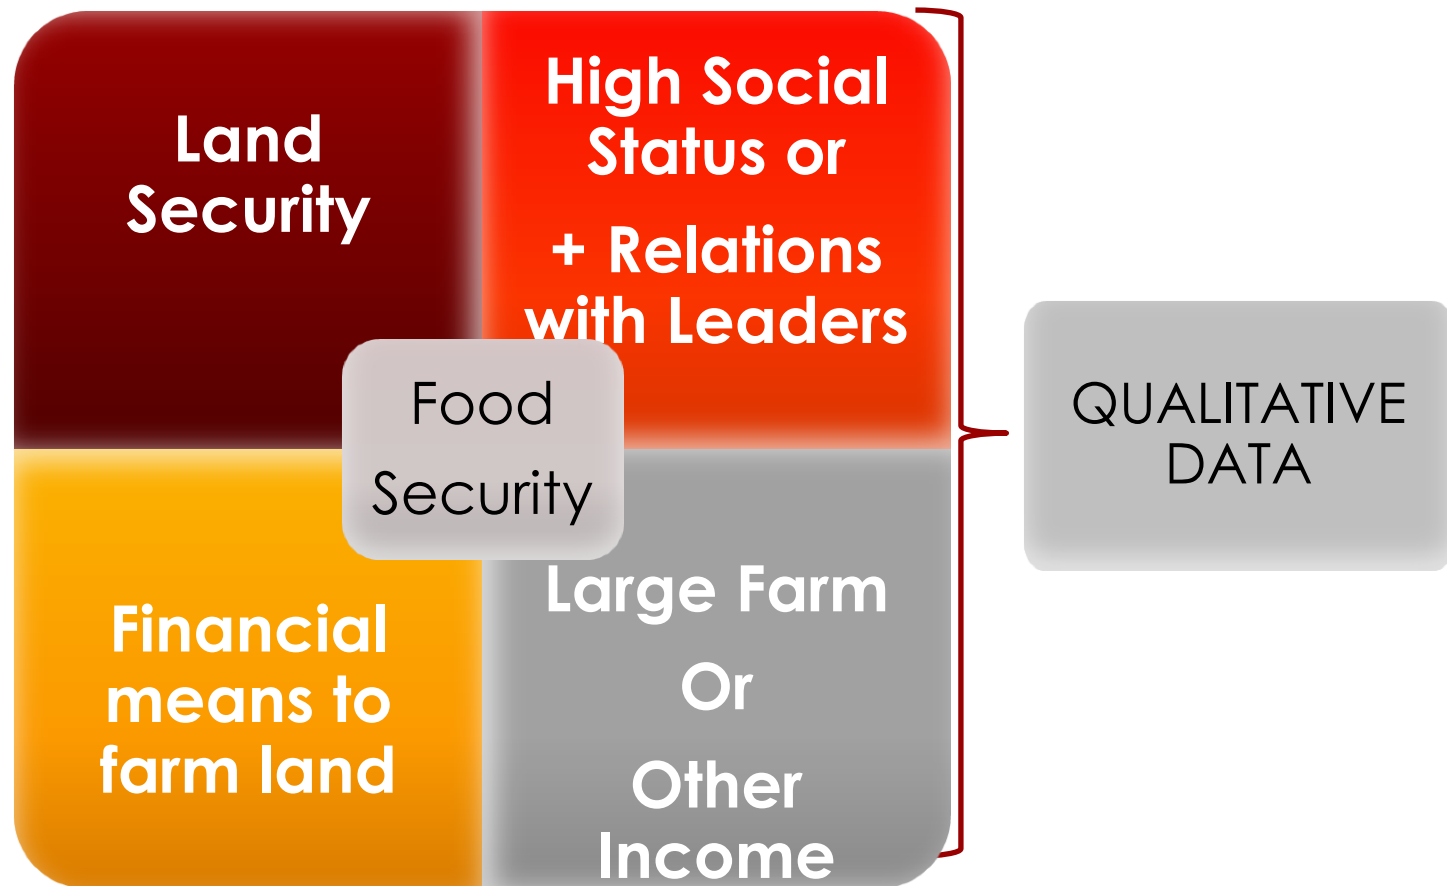 Land
Security
High Social
Status or
+ Relations
with Leaders
Food
Security
Financial
means to
farm land
Large Farm
Or
Other
Income
QUALITATIVE
DATA